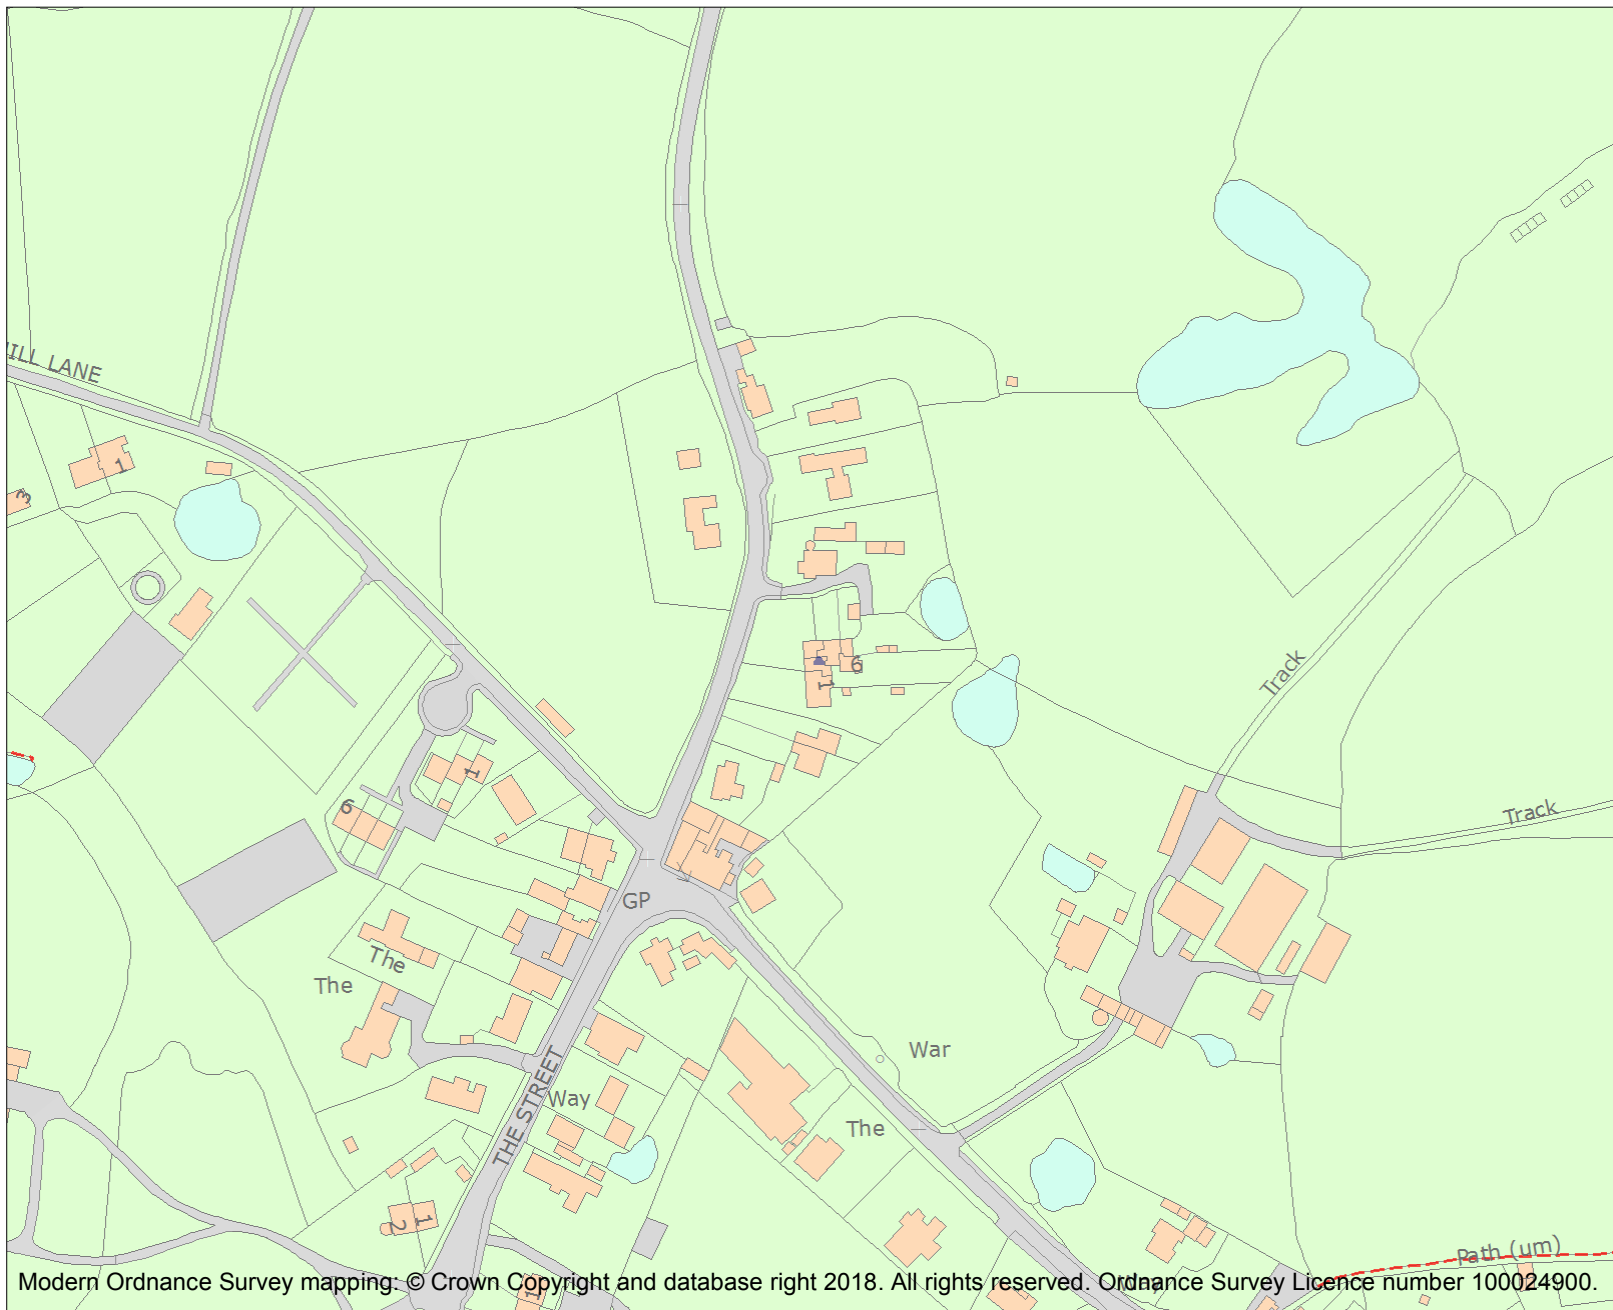 ILL LANE
1
3
Track
6
1
Track
1
6
GP
The
The
War
Way
The
THE STREET
1
2
Path (um)
Way
1
Modern Ordnance Survey mapping: © Crown Copyright and database right 2018. All rights reserved. Ordnance Survey Licence number 100024900.